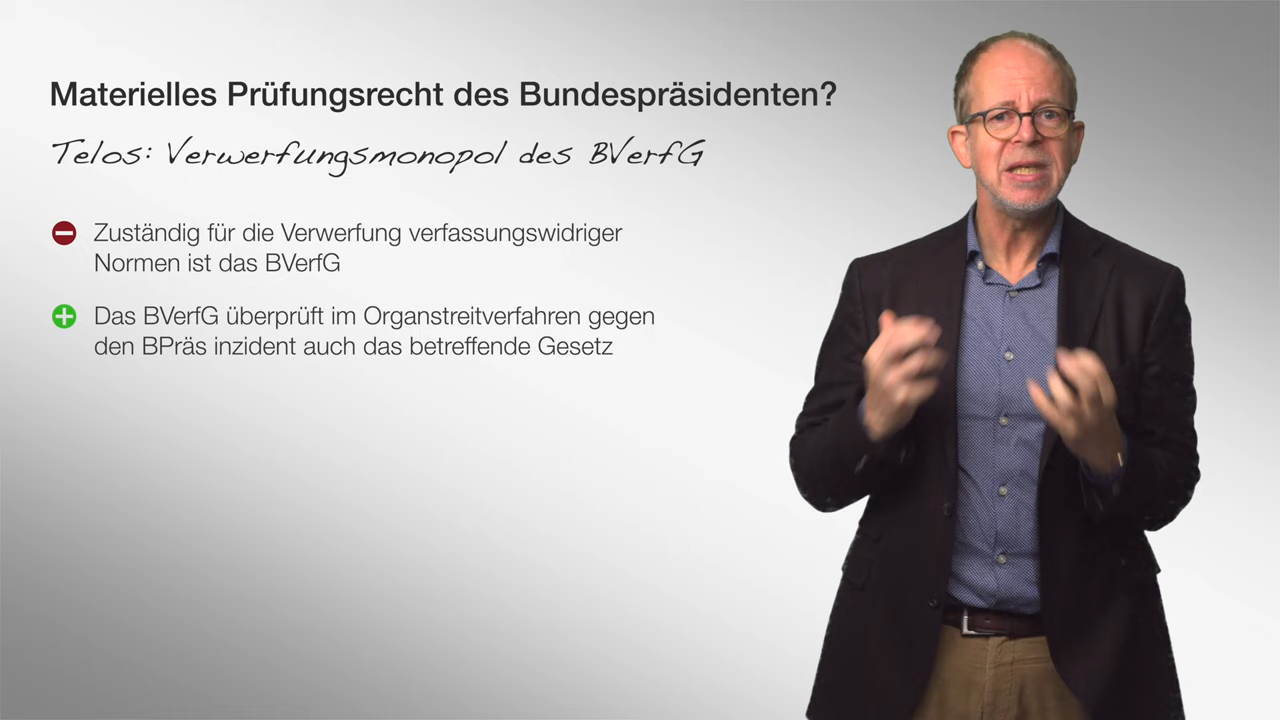 Materielles Prüfungsrecht des Bundespräsidenten?
Telos: Verwerfungsmonopol des BVerfG
Zuständig für die Verwerfung verfassungswidriger
Normen ist das BVerfG
Das BVerfG überprüft im Organstreitverfahren gegen
den BPräs inzident auch das betreffende Gesetz